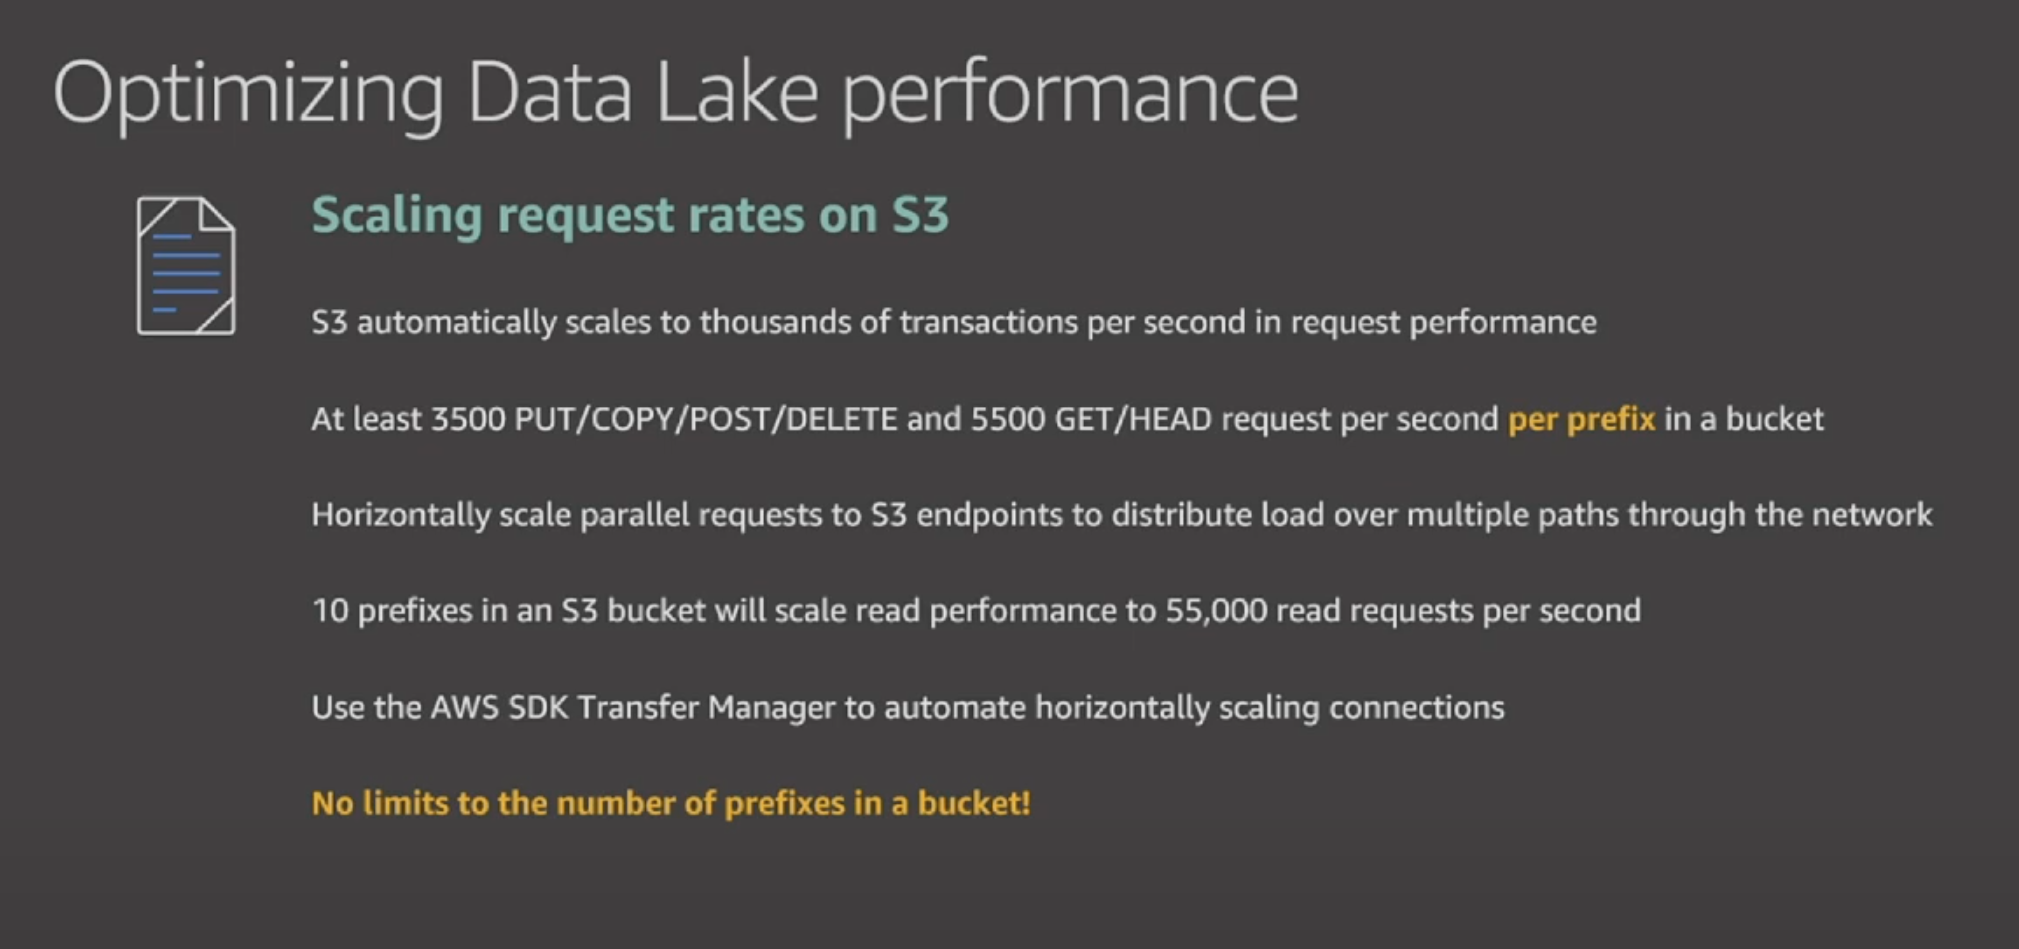 Optimizing Data Lake performance
Scaling request rates on S3
S3 automatically scales to thousands of transactions per second in request performance
At least 3500 PUT/COPY/POST/DELETE and 5500 GET/HEAD request per second per prefix in a bucket
Horizontally scale parallel requests to S3 endpoints to distribute load over multiple paths through the network
10 prefixes in an S3 bucket will scale read performance to 55,000 read requests per second
Use the AWS SDK Transfer Manager to automate horizontally scaling connections
No limits to the number of prefixes in a bucket!